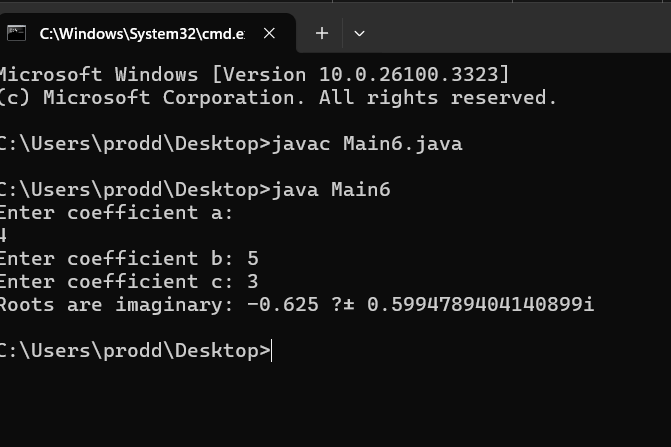 C:\Windows\System32\cmd.e
Microsoft Windows [Version 10.0.26100.3323]
(c) Microsoft Corporation. All rights reserved.
C:\Users\prodd\Desktop>javac Main6.java
C:\Users\prodd\Desktop>java Main6
Enter coefficient a:
4
Enter coefficient b: 5
Enter coefficient c: 3
Roots are imaginary: -0.625 ?± 0.5994789404140899i
C:\Users\prodd\Desktop>